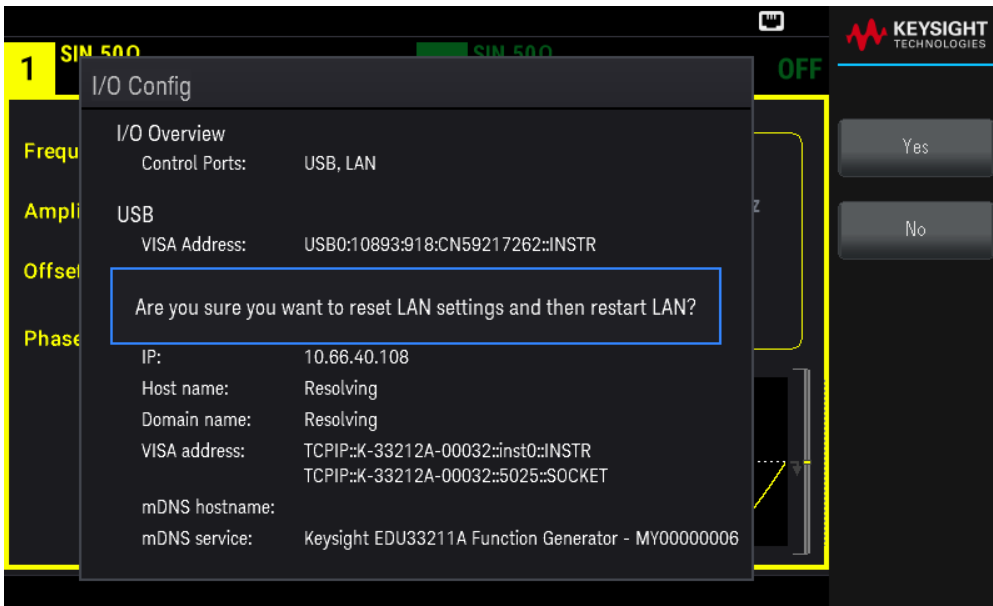 KEYSIGHT
TECHNOLOGIES
1
SIN 50Ω
SIN 50Ω
OFF
I/O Config
I/O Overview
Control Ports: USB, LAN
USB
VISA Address: USB0::10893::918::CN59217262::INSTR
Are you sure you want to reset LAN settings and then restart LAN?
IP: 10.66.40.108
Host name: Resolving
Domain name: Resolving
VISA address: TCPIP::K-33212A-00032::inst0::INSTR
TCPIP::K-33212A-00032::5025::SOCKET
mDNS hostname:
mDNS service: Keysight EDU33211A Function Generator - MY00000006
Frequ
Ampli
Offset
Phase
z
Yes
No